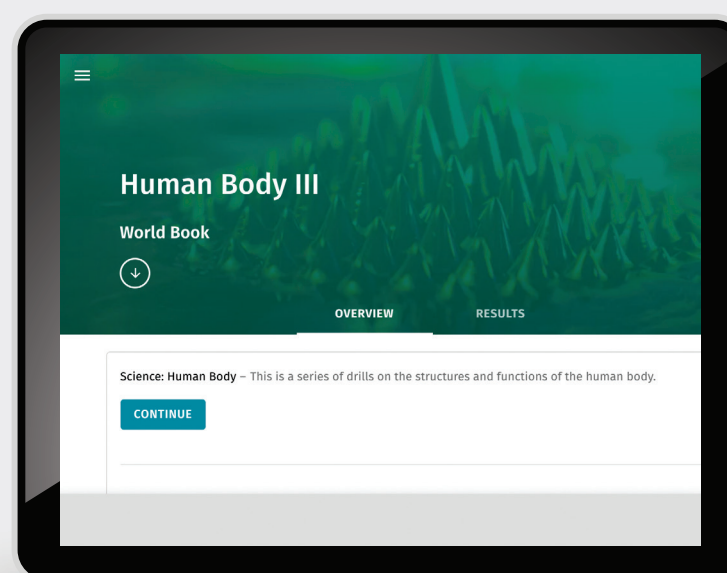 Human Body III
World Book
OVERVIEW RESULTS
Science: Human Body – This is a series of drills on the structures and functions of the human body.
CONTINUE